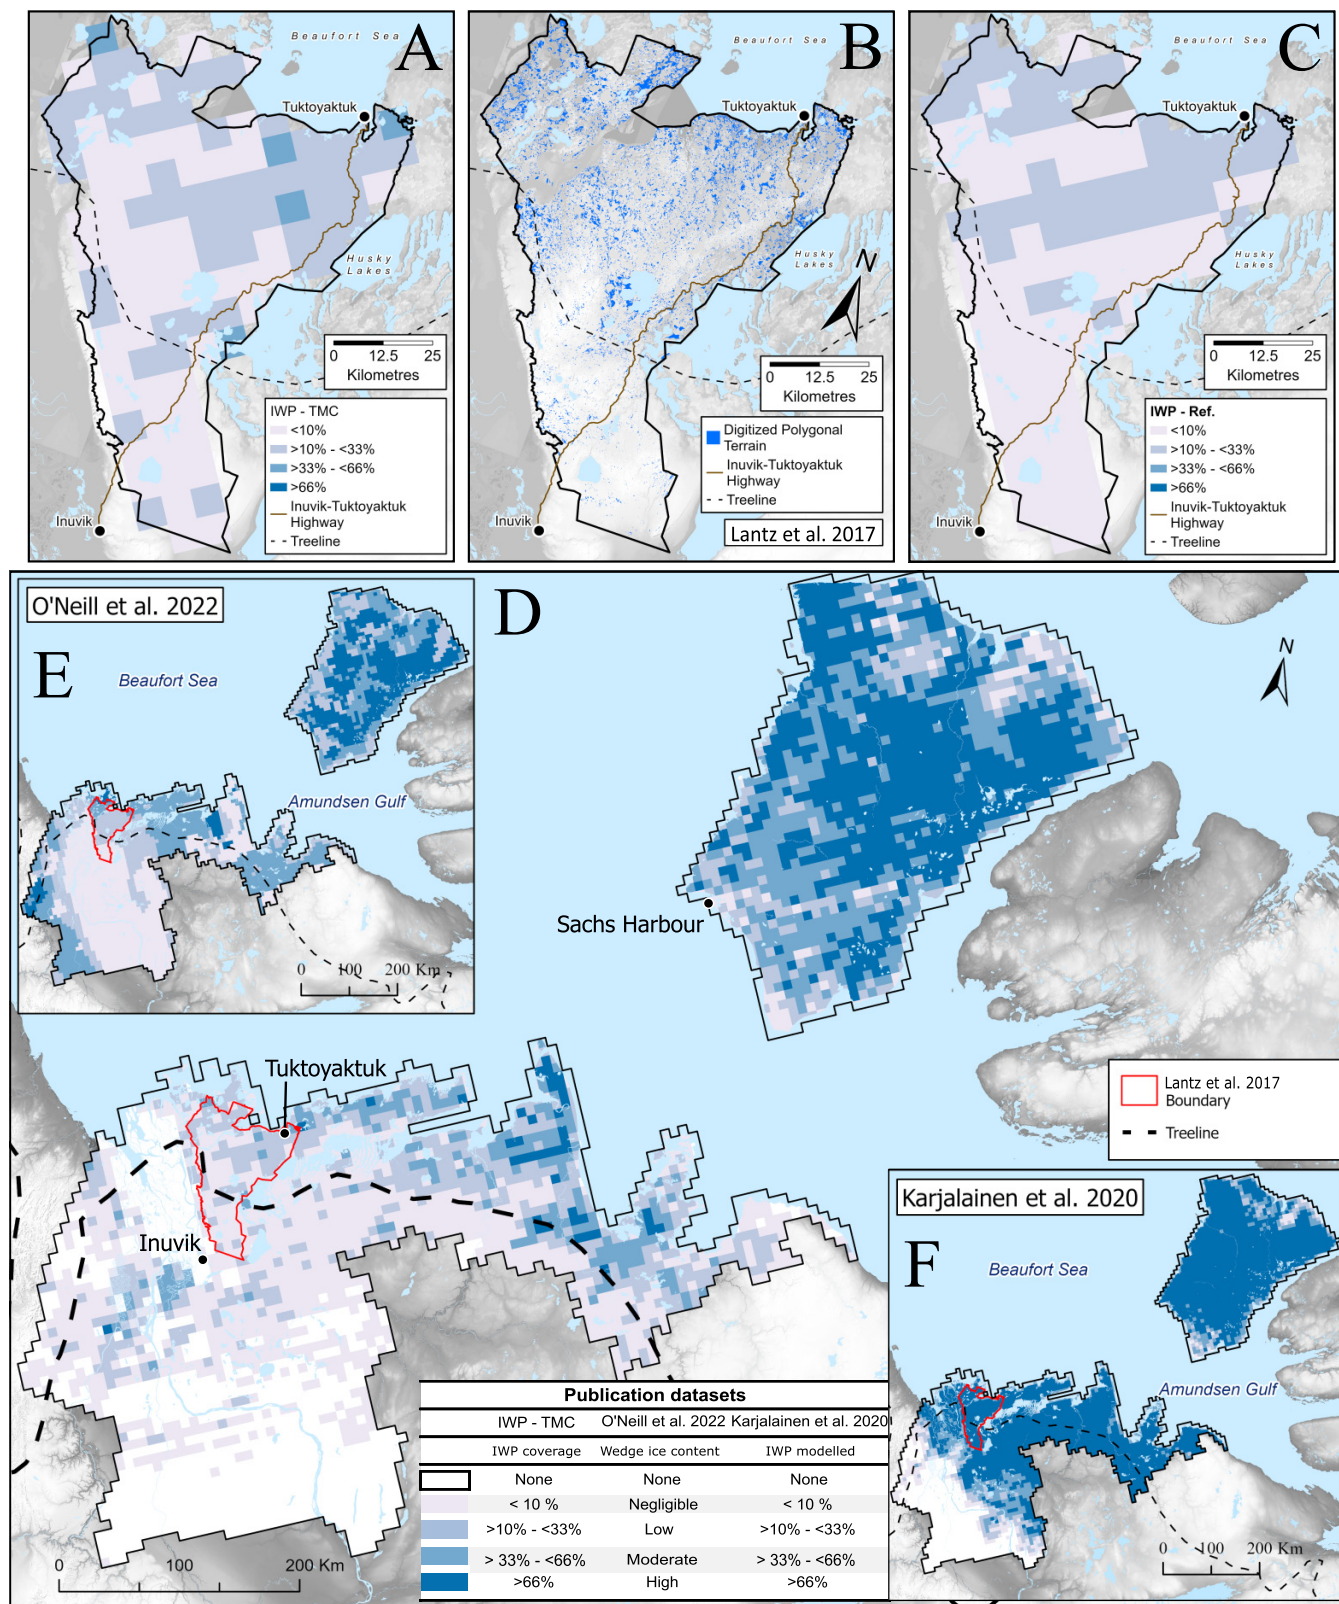 A
Beaufort Sea
Tuktoyaktuk
Husky
Lakes
0 12.5 25
Kilometres
IWP - TMC
<10%
>10% - <33%
>33% - <66%
>66%
Inuvik-Tuktoyaktuk
Highway
Treeline
Inuvik
B
Beaufort Sea
Tuktoyaktuk
Husky
Lakes
N
0 12.5 25
Kilometres
Digitized Polygonal
Terrain
Inuvik-Tuktoyaktuk
Highway
Treeline
Inuvik
Lantz et al. 2017
C
Beaufort Sea
Tuktoyaktuk
Husky
Lakes
0 12.5 25
Kilometres
IWP - Ref.
<10%
>10% - <33%
>33% - <66%
>66%
Inuvik-Tuktoyaktuk
Highway
Treeline
Inuvik
O'Neill et al. 2022
E
Beaufort Sea
Amundsen Gulf
0 100 200 Km
D
N
Sachs Harbour
Tuktoyaktuk
Inuvik
Lantz et al. 2017
Boundary
Treeline
0 100 200 Km
Publication datasets
IWP - TMC O'Neill et al. 2022 Karjalainen et al. 2020
IWP coverage Wedge ice content IWP modelled
None None None
< 10 % Negligible < 10 %
>10% - <33% Low >10% - <33%
> 33% - <66% Moderate > 33% - <66%
>66% High >66%
Karjalainen et al. 2020
F
Beaufort Sea
Amundsen Gulf
0 100 200 Km